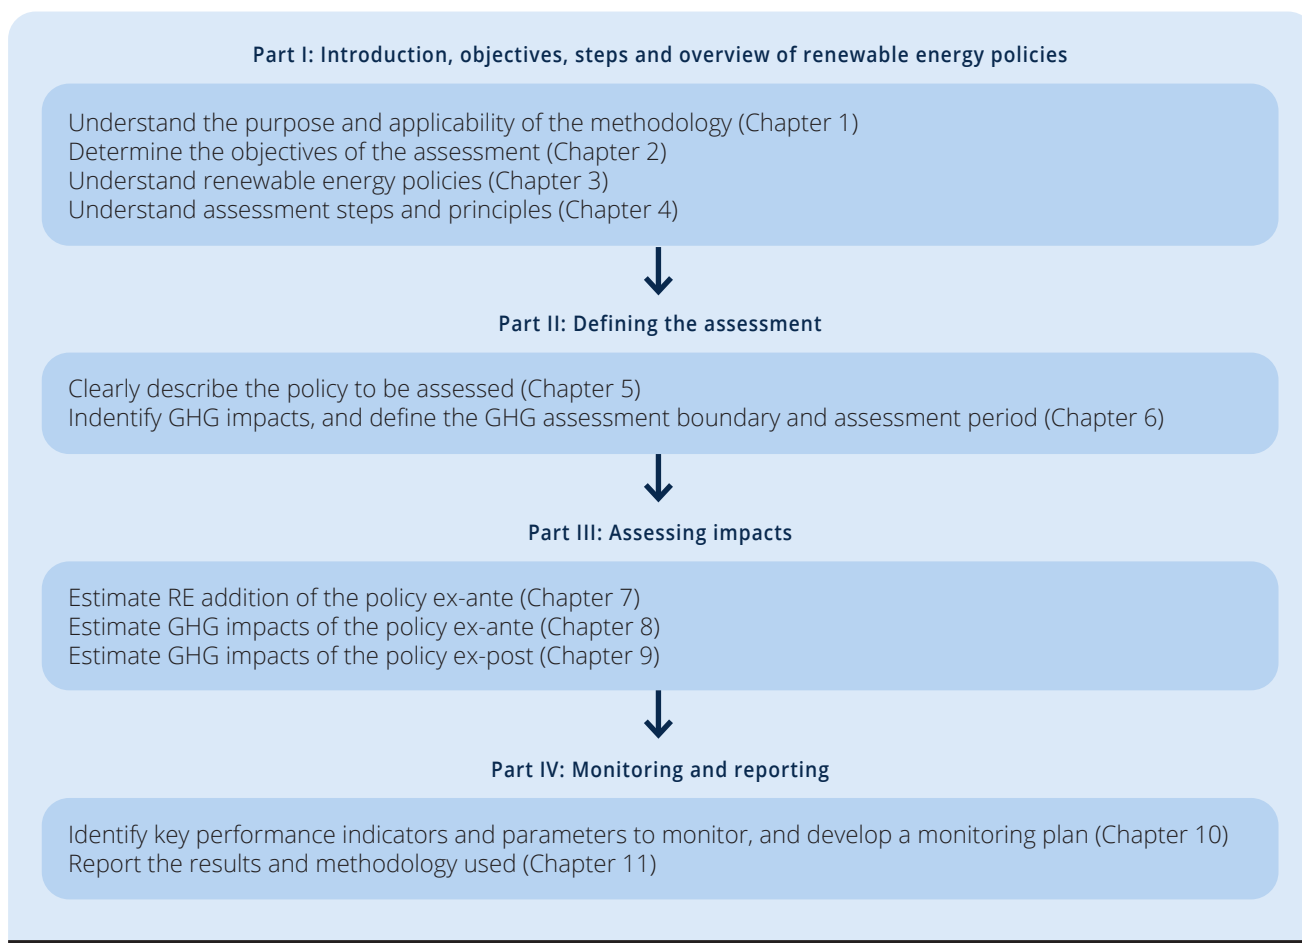 Part I: Introduction, objectives, steps and overview of renewable energy policies
Understand the purpose and applicability of the methodology (Chapter 1)
Determine the objectives of the assessment (Chapter 2)
Understand renewable energy policies (Chapter 3)
Understand assessment steps and principles (Chapter 4)
Part II: Defining the assessment
Clearly describe the policy to be assessed (Chapter 5)
Indentify GHG impacts, and define the GHG assessment boundary and assessment period (Chapter 6)
Part III: Assessing impacts
Estimate RE addition of the policy ex-ante (Chapter 7)
Estimate GHG impacts of the policy ex-ante (Chapter 8)
Estimate GHG impacts of the policy ex-post (Chapter 9)
Part IV: Monitoring and reporting
Identify key performance indicators and parameters to monitor, and develop a monitoring plan (Chapter 10)
Report the results and methodology used (Chapter 11)